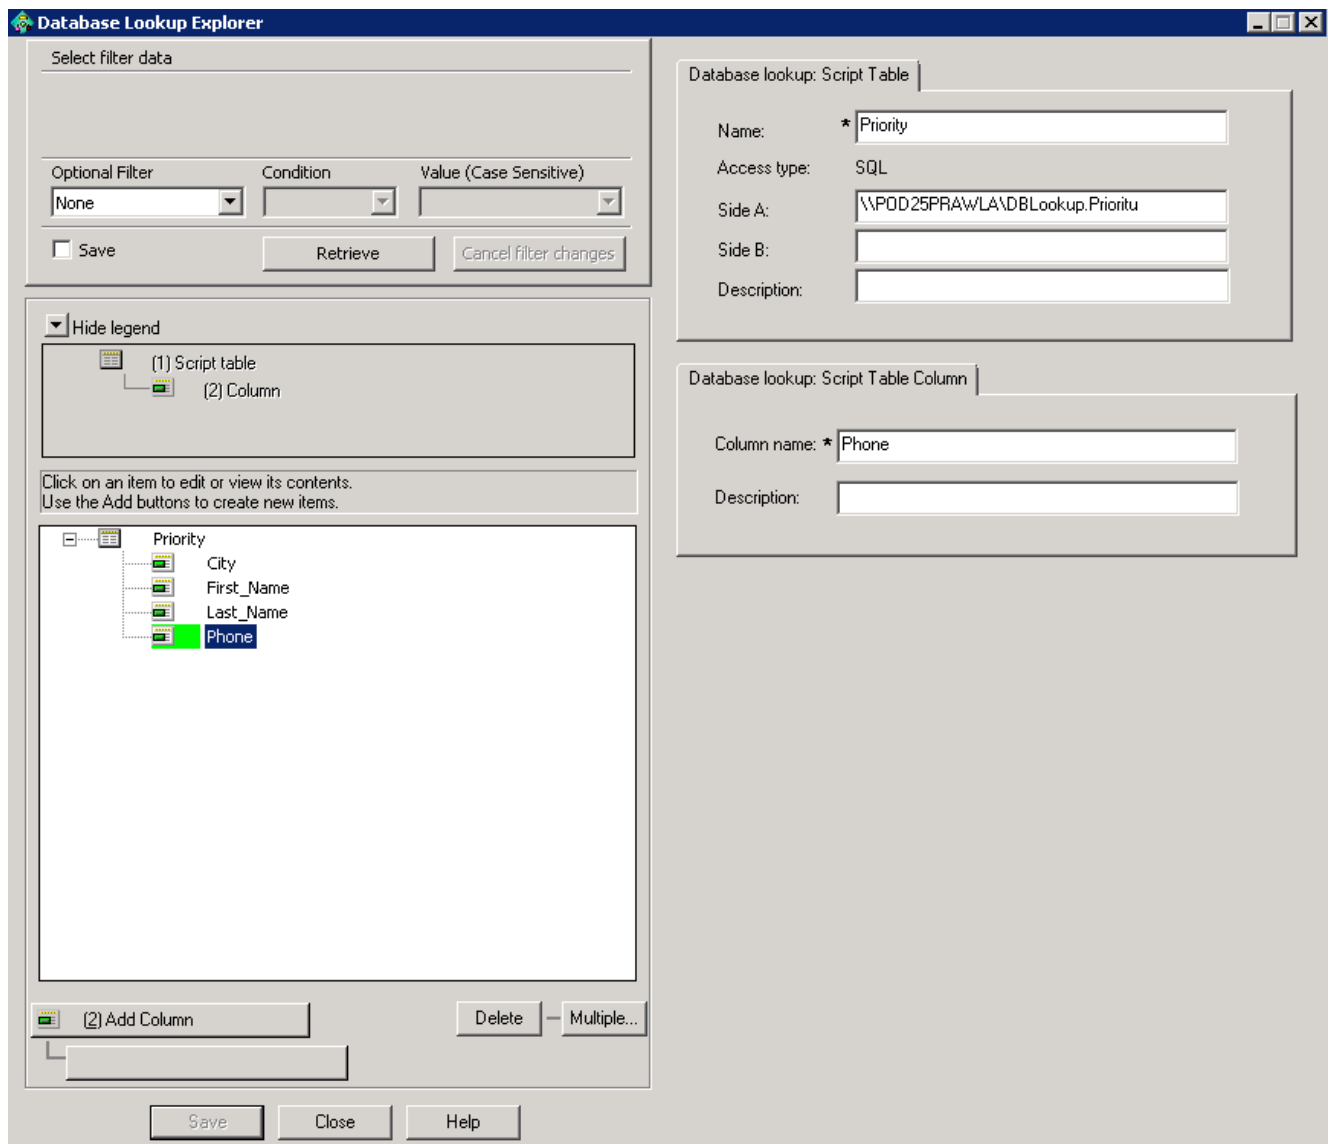 Database Lookup Explorer
Select filter data
Optional Filter
Condition
Value (Case Sensitive)
None
Save
Retrieve
Cancel filter changes
Hide legend
(1) Script table
(2) Column
Click on an item to edit or view its contents.
Use the Add buttons to create new items.
Priority
City
First_Name
Last_Name
Phone
(2) Add Column
Delete
Multiple...
Save
Close
Help
Database lookup: Script Table
Name: * Priority
Access type: SQL
Side A: \\POD25PRAWLA\DBLookup.Prioritu
Side B:
Description:
Database lookup: Script Table Column
Column name: * Phone
Description: